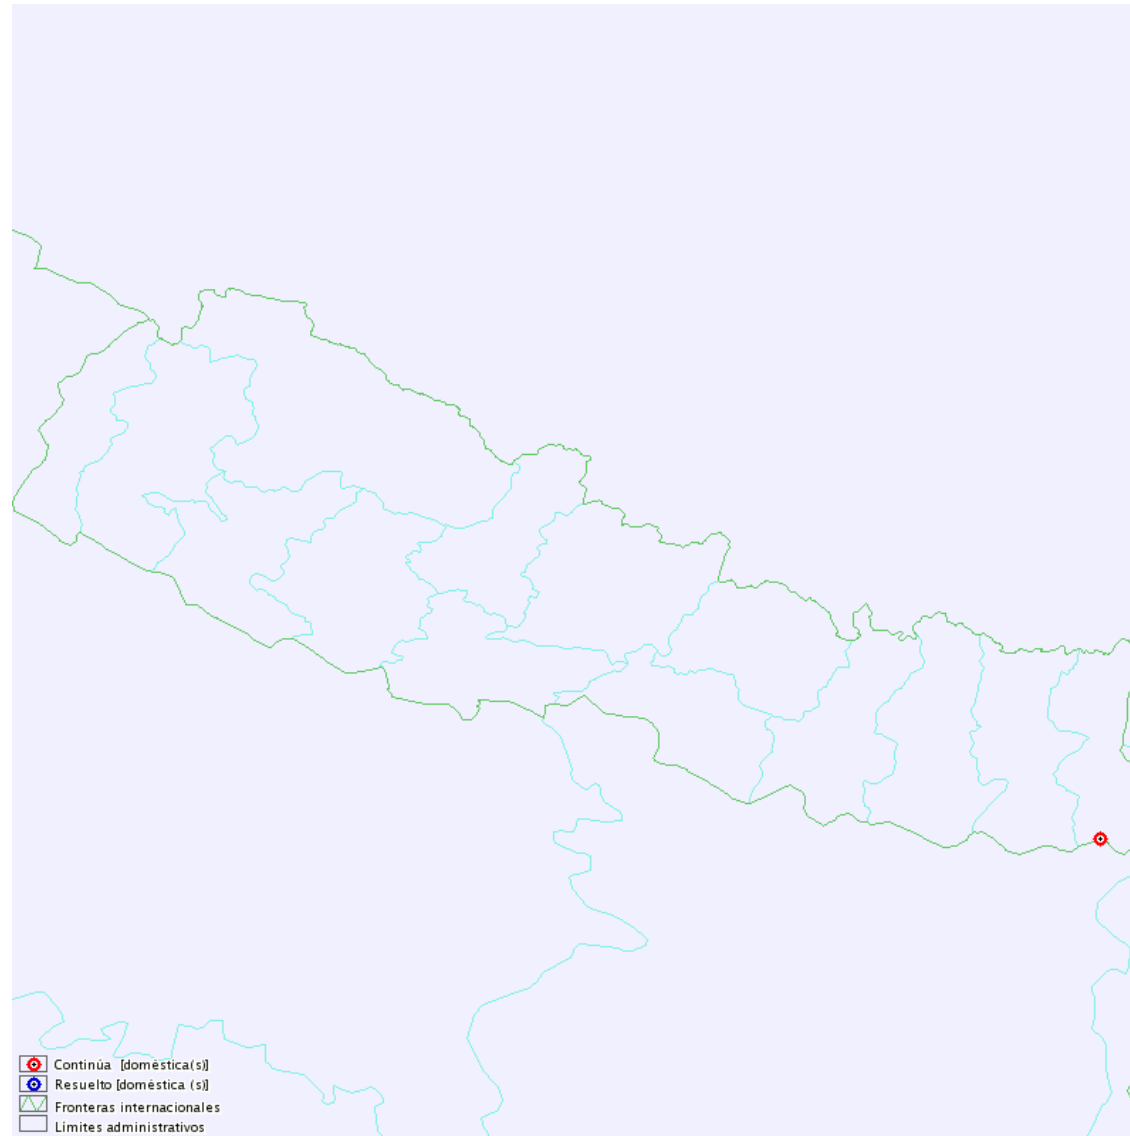 Continúa [doméstica(s)]
Resuelto [doméstica (s)]
Fronteras internacionales
Límites administrativos